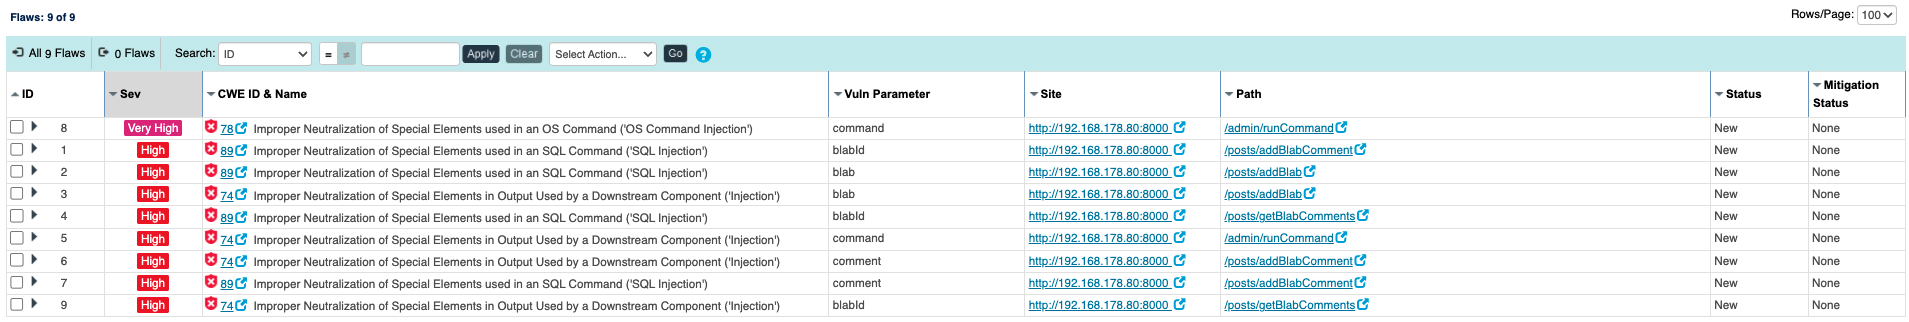 Flaws: 9 of 9
Rows/Page: 100
All 9 Flaws 0 Flaws Search: ID = ≠ Apply Clear Select Action... Go ?
ID Sev CWE ID & Name Vuln Parameter Site Path Status Mitigation Status
8 Very High 78 Improper Neutralization of Special Elements used in an OS Command ('OS Command Injection') command http://192.168.178.80:8000 /admin/runCommand New None
1 High 89 Improper Neutralization of Special Elements used in an SQL Command ('SQL Injection') blabId http://192.168.178.80:8000 /posts/addBlabComment New None
2 High 89 Improper Neutralization of Special Elements used in an SQL Command ('SQL Injection') blab http://192.168.178.80:8000 /posts/addBlab New None
3 High 74 Improper Neutralization of Special Elements in Output Used by a Downstream Component ('Injection') blab http://192.168.178.80:8000 /posts/addBlab New None
4 High 89 Improper Neutralization of Special Elements used in an SQL Command ('SQL Injection') blabId http://192.168.178.80:8000 /posts/getBlabComments New None
5 High 74 Improper Neutralization of Special Elements in Output Used by a Downstream Component ('Injection') command http://192.168.178.80:8000 /admin/runCommand New None
6 High 74 Improper Neutralization of Special Elements in Output Used by a Downstream Component ('Injection') comment http://192.168.178.80:8000 /posts/addBlabComment New None
7 High 89 Improper Neutralization of Special Elements used in an SQL Command ('SQL Injection') comment http://192.168.178.80:8000 /posts/addBlabComment New None
9 High 74 Improper Neutralization of Special Elements in Output Used by a Downstream Component ('Injection') blabId http://192.168.178.80:8000 /posts/getBlabComments New None